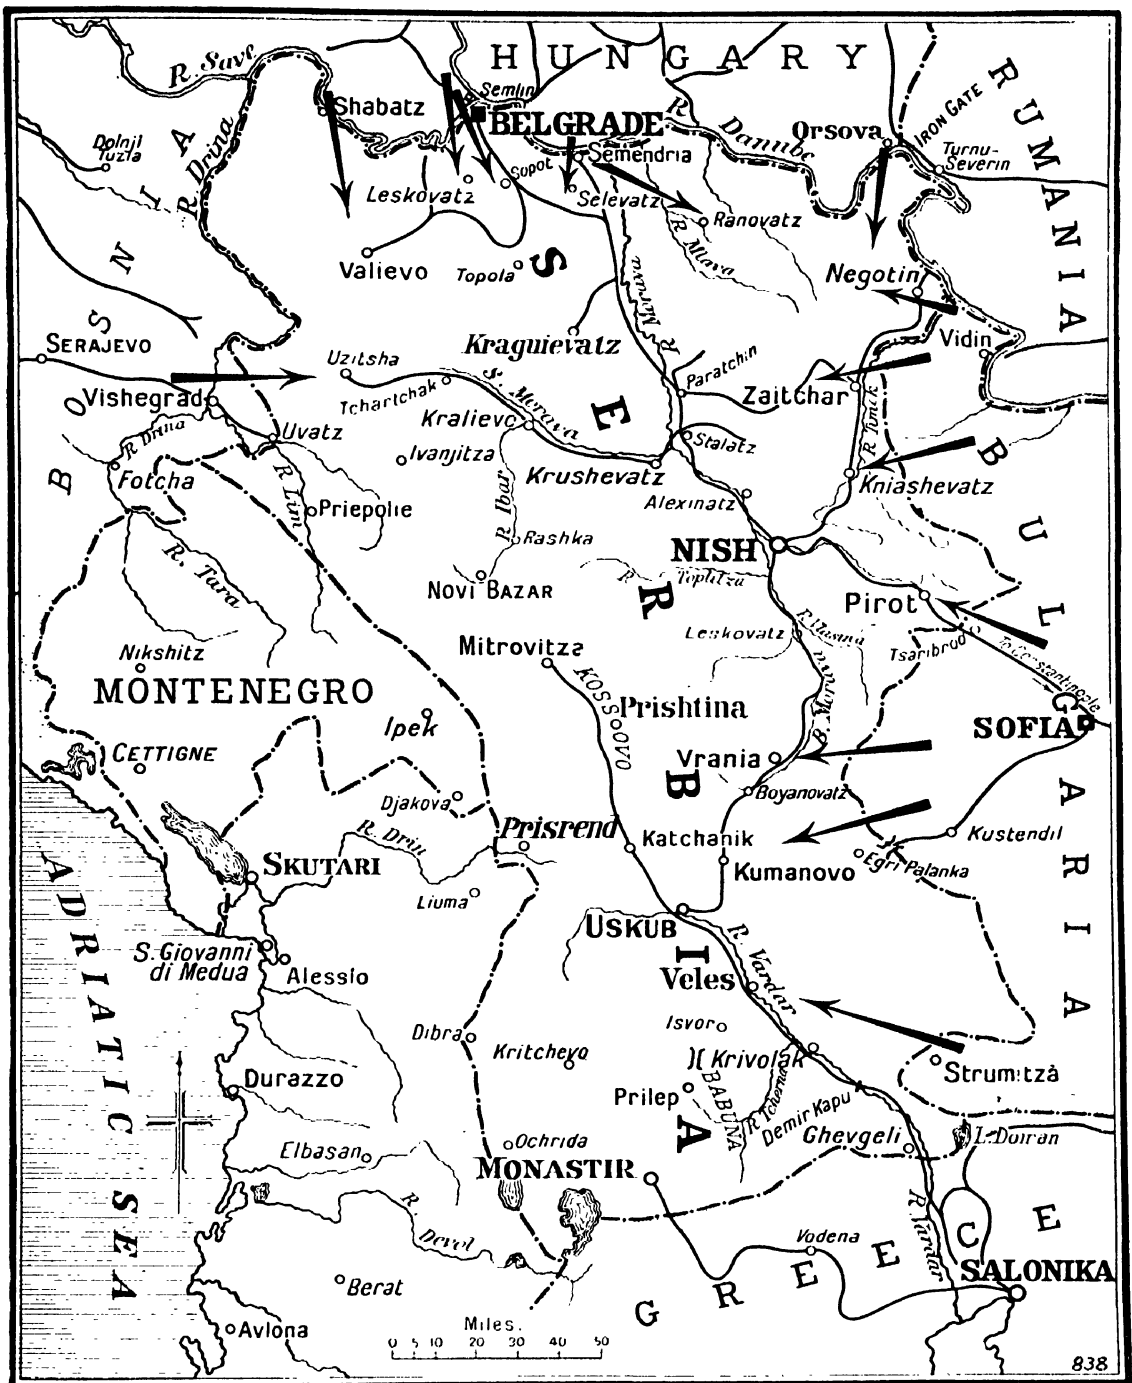 HUNGARY
RUMANIA
R. Save
Semlin
Shabatz
BELGRADE
R. Danube
Orsova
IRON GATE
Turnu-
Severin
Dolnji
Tuzla
R Drina
Semendria
Sopot
Leskovatz
Selevatz
Ranovatz
R. Mlava
BOSNIA
Valievo
Topola
SERBIA
R Morava
Negotin
SERAJEVO
Uzitsha
Kraguievatz
Vidin
Paratchin
Vishegrad
Tchartchak
S. Morava
Zaitchar
R Timok
Kralievo
R Drina
Uvatz
Stalatz
BULGARIA
Ivanjitza
Krushevatz
Fotcha
Kniashevatz
R Lim
Priepolie
R Ibar
Alexinatz
Rashka
NISH
R. Tara
R. Toplitza
NOVI BAZAR
Pirot
Leskovatz
R Vlasina
Tsaribrod
To Constantinople
Nikshitz
Mitrovitza
MONTENEGRO
KOSSOVO
Prishtina
B. Morava
Ipek
SOFIA
CETTIGNE
Vrania
Djakova
Boyanovatz
Prisrend
R. Drin
Katchanik
Kustendil
SKUTARI
Kumanovo
Egri Palanka
Liuma
USKUB
R. Vardar
ADRIATIC SEA
S. Giovanni
di Medua
Alessio
Veles
Isvor
Dibra
Kritchevo
Krivolak
Strumitza
Durazzo
Prilep
BABUNA
R Tcherna
Demir Kapu
Ghevgeli
L. Doiran
Elbasan
Ochrida
MONASTIR
R. Devol
R. Vardar
Vodena
GREECE
SALONIKA
Berat
Avlona
Miles.
0 5 10 20 30 40 50
838